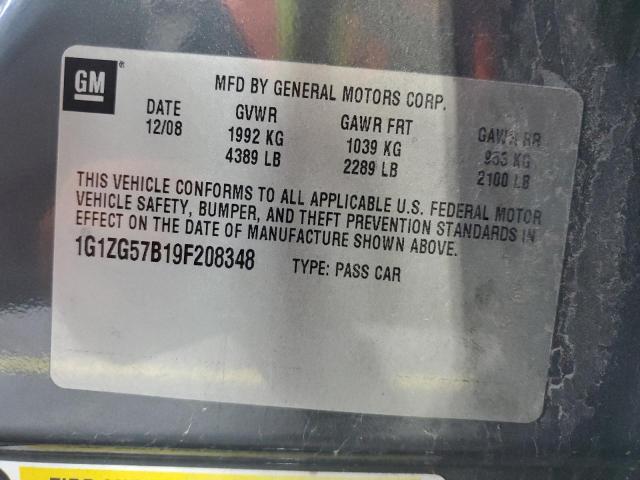 GM
MFD BY GENERAL MOTORS CORP.
DATE GVWR GAWR FRT GAWR RR
12/08 1992 KG 1039 KG 953 KG
4389 LB 2289 LB 2100 LB
THIS VEHICLE CONFORMS TO ALL APPLICABLE U.S. FEDERAL MOTOR
VEHICLE SAFETY, BUMPER, AND THEFT PREVENTION STANDARDS IN
EFFECT ON THE DATE OF MANUFACTURE SHOWN ABOVE.
1G1ZG57B19F208348 TYPE: PASS CAR